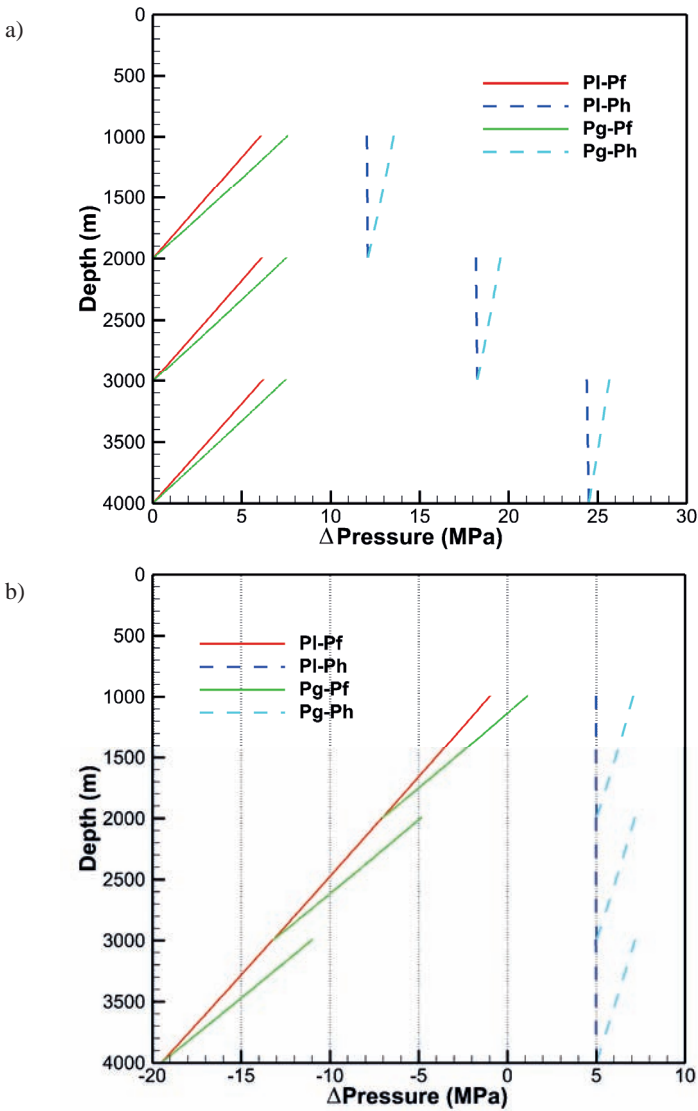 a)
0
500
1000
1500
2000
2500
3000
3500
4000
Depth (m)
Pl-Pf
Pl-Ph
Pg-Pf
Pg-Ph
0 5 10 15 20 25 30
ΔPressure (MPa)
b)
0
500
1000
1500
2000
2500
3000
3500
4000
Depth (m)
Pl-Pf
Pl-Ph
Pg-Pf
Pg-Ph
-20 -15 -10 -5 0 5 10
ΔPressure (MPa)